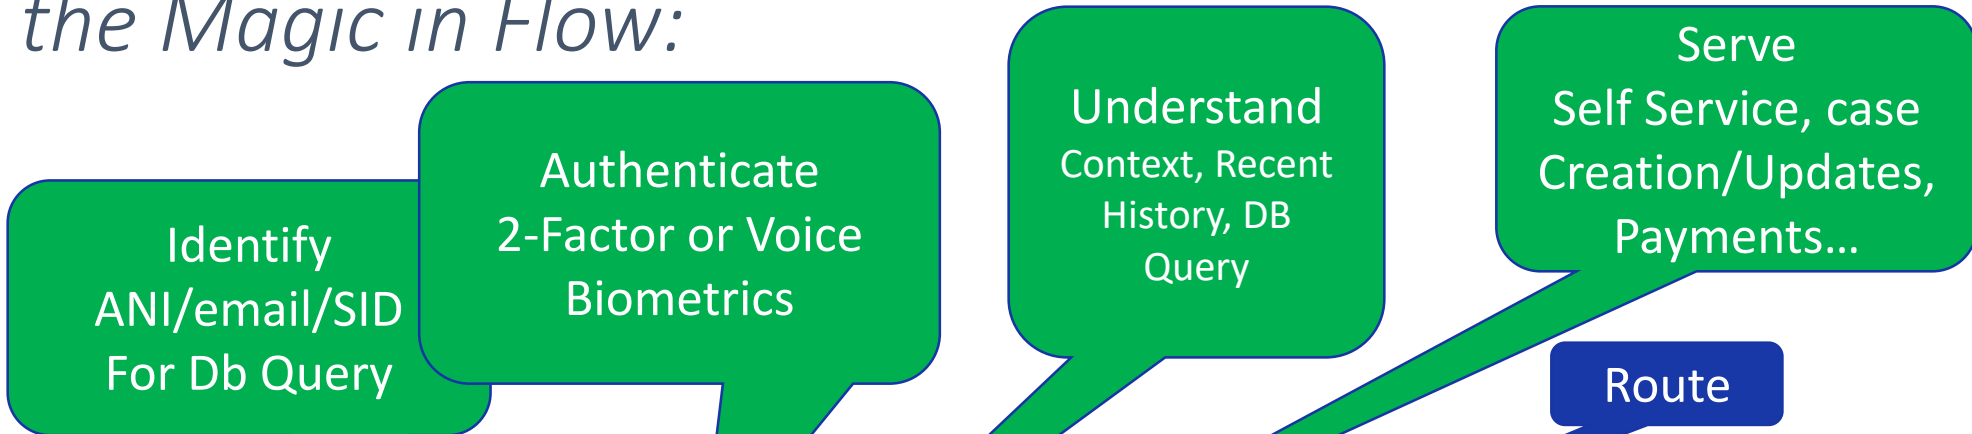 the Magic in Flow:
Identify
ANI/email/SID
For Db Query
Authenticate
2-Factor or Voice
Biometrics
Understand
Context, Recent
History, DB
Query
Serve
Self Service, case
Creation/Updates,
Payments...
Route